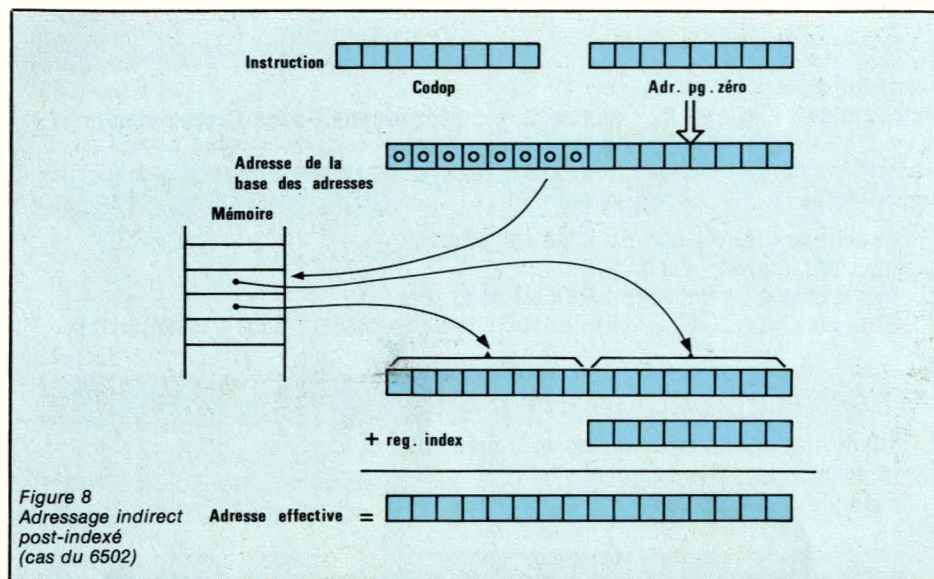 Instruction
Codop
Adr. pg. zéro
o o o o o o o o
Adresse de la
base des adresses
Mémoire
+ reg. index
Figure 8
Adressage indirect
post-indexé
(cas du 6502)
Adresse effective =